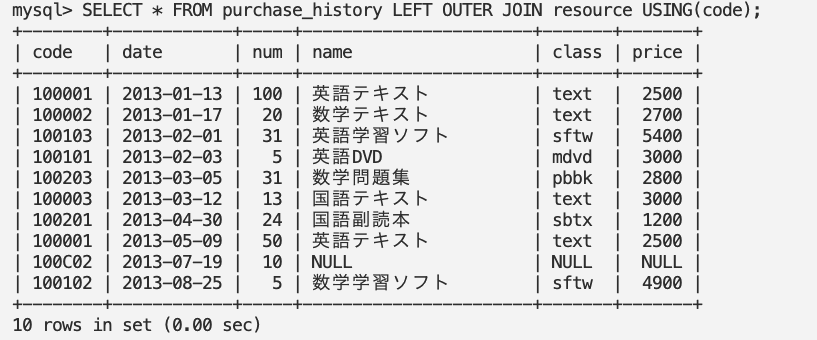 mysql> SELECT * FROM purchase_history LEFT OUTER JOIN resource USING(code);
+--------+------------+-----+------------------------+-------+-------+
| code   | date       | num | name                   | class | price |
+--------+------------+-----+------------------------+-------+-------+
| 100001 | 2013-01-13 | 100 | 英語テキスト           | text  |  2500 |
| 100002 | 2013-01-17 |  20 | 数学テキスト           | text  |  2700 |
| 100103 | 2013-02-01 |  31 | 英語学習ソフト         | sftw  |  5400 |
| 100101 | 2013-02-03 |   5 | 英語DVD                | mdvd  |  3000 |
| 100203 | 2013-03-05 |  31 | 数学問題集             | pbbk  |  2800 |
| 100003 | 2013-03-12 |  13 | 国語テキスト           | text  |  3000 |
| 100201 | 2013-04-30 |  24 | 国語副読本             | sbtx  |  1200 |
| 100001 | 2013-05-09 |  50 | 英語テキスト           | text  |  2500 |
| 100C02 | 2013-07-19 |  10 | NULL                   | NULL  |  NULL |
| 100102 | 2013-08-25 |   5 | 数学学習ソフト         | sftw  |  4900 |
+--------+------------+-----+------------------------+-------+-------+
10 rows in set (0.00 sec)